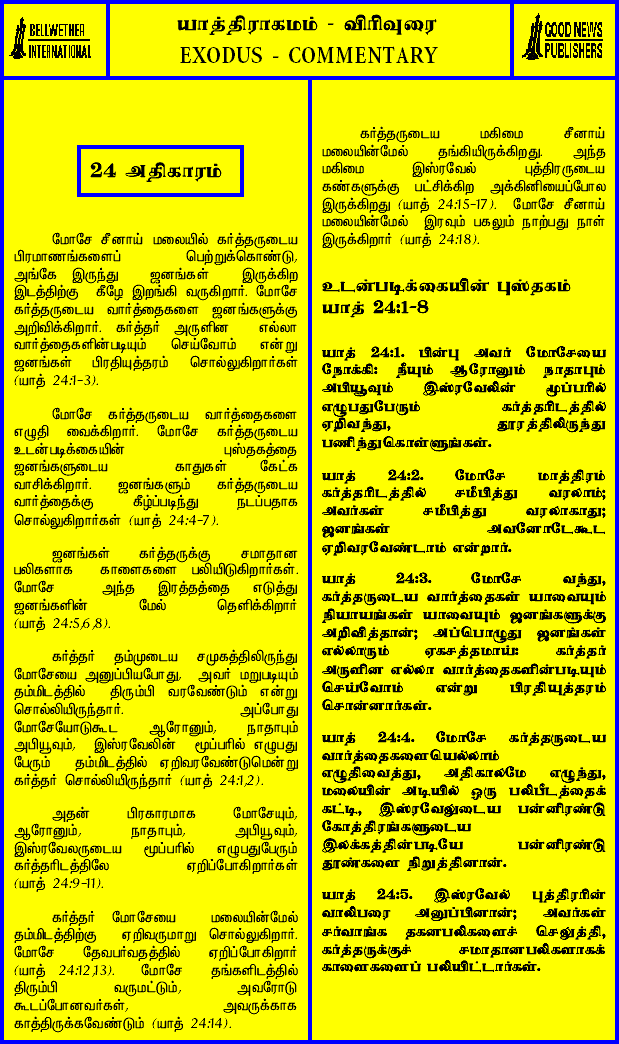 BELLWETHER
INTERNATIONAL
யாத்திராகமம் - விரிவுரை
EXODUS - COMMENTARY
GOOD NEWS
PUBLISHERS
24 அதிகாரம்
மோசே சீனாய் மலையில் கர்த்தருடைய
பிரமாணங்களைப் பெற்றுக்கொண்டு,
அங்கே இருந்து ஜனங்கள் இருக்கிற
இடத்திற்கு கீழே இறங்கி வருகிறார். மோசே
கர்த்தருடைய வார்த்தைகளை ஜனங்களுக்கு
அறிவிக்கிறார். கர்த்தர் அருளின எல்லா
வார்த்தைகளின்படியும் செய்வோம் என்று
ஜனங்கள் பிரதியுத்தரம் சொல்லுகிறார்கள்
(யாத் 24:1-3).
மோசே கர்த்தருடைய வார்த்தைகளை
எழுதி வைக்கிறார். மோசே கர்த்தருடைய
உடன்படிக்கையின் புஸ்தகத்தை
ஜனங்களுடைய காதுகள் கேட்க
வாசிக்கிறார். ஜனங்களும் கர்த்தருடைய
வார்த்தைக்கு கீழ்ப்படிந்து நடப்பதாக
சொல்லுகிறார்கள் (யாத் 24:4-7).
ஜனங்கள் கர்த்தருக்கு சமாதான
பலிகளாக காளைகளை பலியிடுகிறார்கள்.
மோசே அந்த இரத்தத்தை எடுத்து
ஜனங்களின் மேல் தெளிக்கிறார்
(யாத் 24:5,6,8).
கர்த்தர் தம்முடைய சமுகத்திலிருந்து
மோசேயை அனுப்பியபோது, அவர் மறுபடியும்
தம்மிடத்தில் திரும்பி வரவேண்டும் என்று
சொல்லியிருந்தார். அப்போது
மோசேயோடுகூட ஆரோனும், நாதாபும்
அபியூவும், இஸ்ரவேலின் மூப்பரில் எழுபது
பேரும் தம்மிடத்தில் ஏறிவரவேண்டுமென்று
கர்த்தர் சொல்லியிருந்தார் (யாத் 24:1,2).
அதன் பிரகாரமாக மோசேயும்,
ஆரோனும், நாதாபும், அபியூவும்,
இஸ்ரவேலருடைய மூப்பரில் எழுபதுபேரும்
கர்த்தரிடத்திலே ஏறிப்போகிறார்கள்
(யாத் 24:9-11).
கர்த்தர் மோசேயை மலையின்மேல்
தம்மிடத்திற்கு ஏறிவருமாறு சொல்லுகிறார்.
மோசே தேவபர்வதத்தில் ஏறிப்போகிறார்
(யாத் 24:12,13). மோசே தங்களிடத்தில்
திரும்பி வருமட்டும், அவரோடு
கூடப்போனவர்கள், அவருக்காக
காத்திருக்கவேண்டும் (யாத் 24:14).
கர்த்தருடைய மகிமை சீனாய்
மலையின்மேல் தங்கியிருக்கிறது. அந்த
மகிமை இஸ்ரவேல் புத்திரருடைய
கண்களுக்கு பட்சிக்கிற அக்கினியைப்போல
இருக்கிறது (யாத் 24:15-17). மோசே சீனாய்
மலையின்மேல் இரவும் பகலும் நாற்பது நாள்
இருக்கிறார் (யாத் 24:18).
உடன்படிக்கையின் புஸ்தகம்
யாத் 24:1-8
யாத் 24:1. பின்பு அவர் மோசேயை
நோக்கி: நீயும் ஆரோனும் நாதாபும்
அபியூவும் இஸ்ரவேலின் மூப்பரில்
எழுபதுபேரும் கர்த்தரிடத்தில்
ஏறிவந்து, தூரத்திலிருந்து
பணிந்துகொள்ளுங்கள்.
யாத் 24:2. மோசே மாத்திரம்
கர்த்தரிடத்தில் சமீபித்து வரலாம்;
அவர்கள் சமீபித்து வரலாகாது;
ஜனங்கள் அவனோடேகூட
ஏறிவரவேண்டாம் என்றார்.
யாத் 24:3. மோசே வந்து,
கர்த்தருடைய வார்த்தைகள் யாவையும்
நியாயங்கள் யாவையும் ஜனங்களுக்கு
அறிவித்தான்; அப்பொழுது ஜனங்கள்
எல்லாரும் ஏகசத்தமாய்: கர்த்தர்
அருளின எல்லா வார்த்தைகளின்படியும்
செய்வோம் என்று பிரதியுத்தரம்
சொன்னார்கள்.
யாத் 24:4. மோசே கர்த்தருடைய
வார்த்தைகளையெல்லாம்
எழுதிவைத்து, அதிகாலமே எழுந்து,
மலையின் அடியில் ஒரு பலிபீடத்தைக்
கட்டி, இஸ்ரவேலுடைய பன்னிரண்டு
கோத்திரங்களுடைய
இலக்கத்தின்படியே பன்னிரண்டு
தூண்களை நிறுத்தினான்.
யாத் 24:5. இஸ்ரவேல் புத்திரரின்
வாலிபரை அனுப்பினான்; அவர்கள்
சர்வாங்க தகனபலிகளைச் செலுத்தி,
கர்த்தருக்குச் சமாதானபலிகளாகக்
காளைகளைப் பலியிட்டார்கள்.